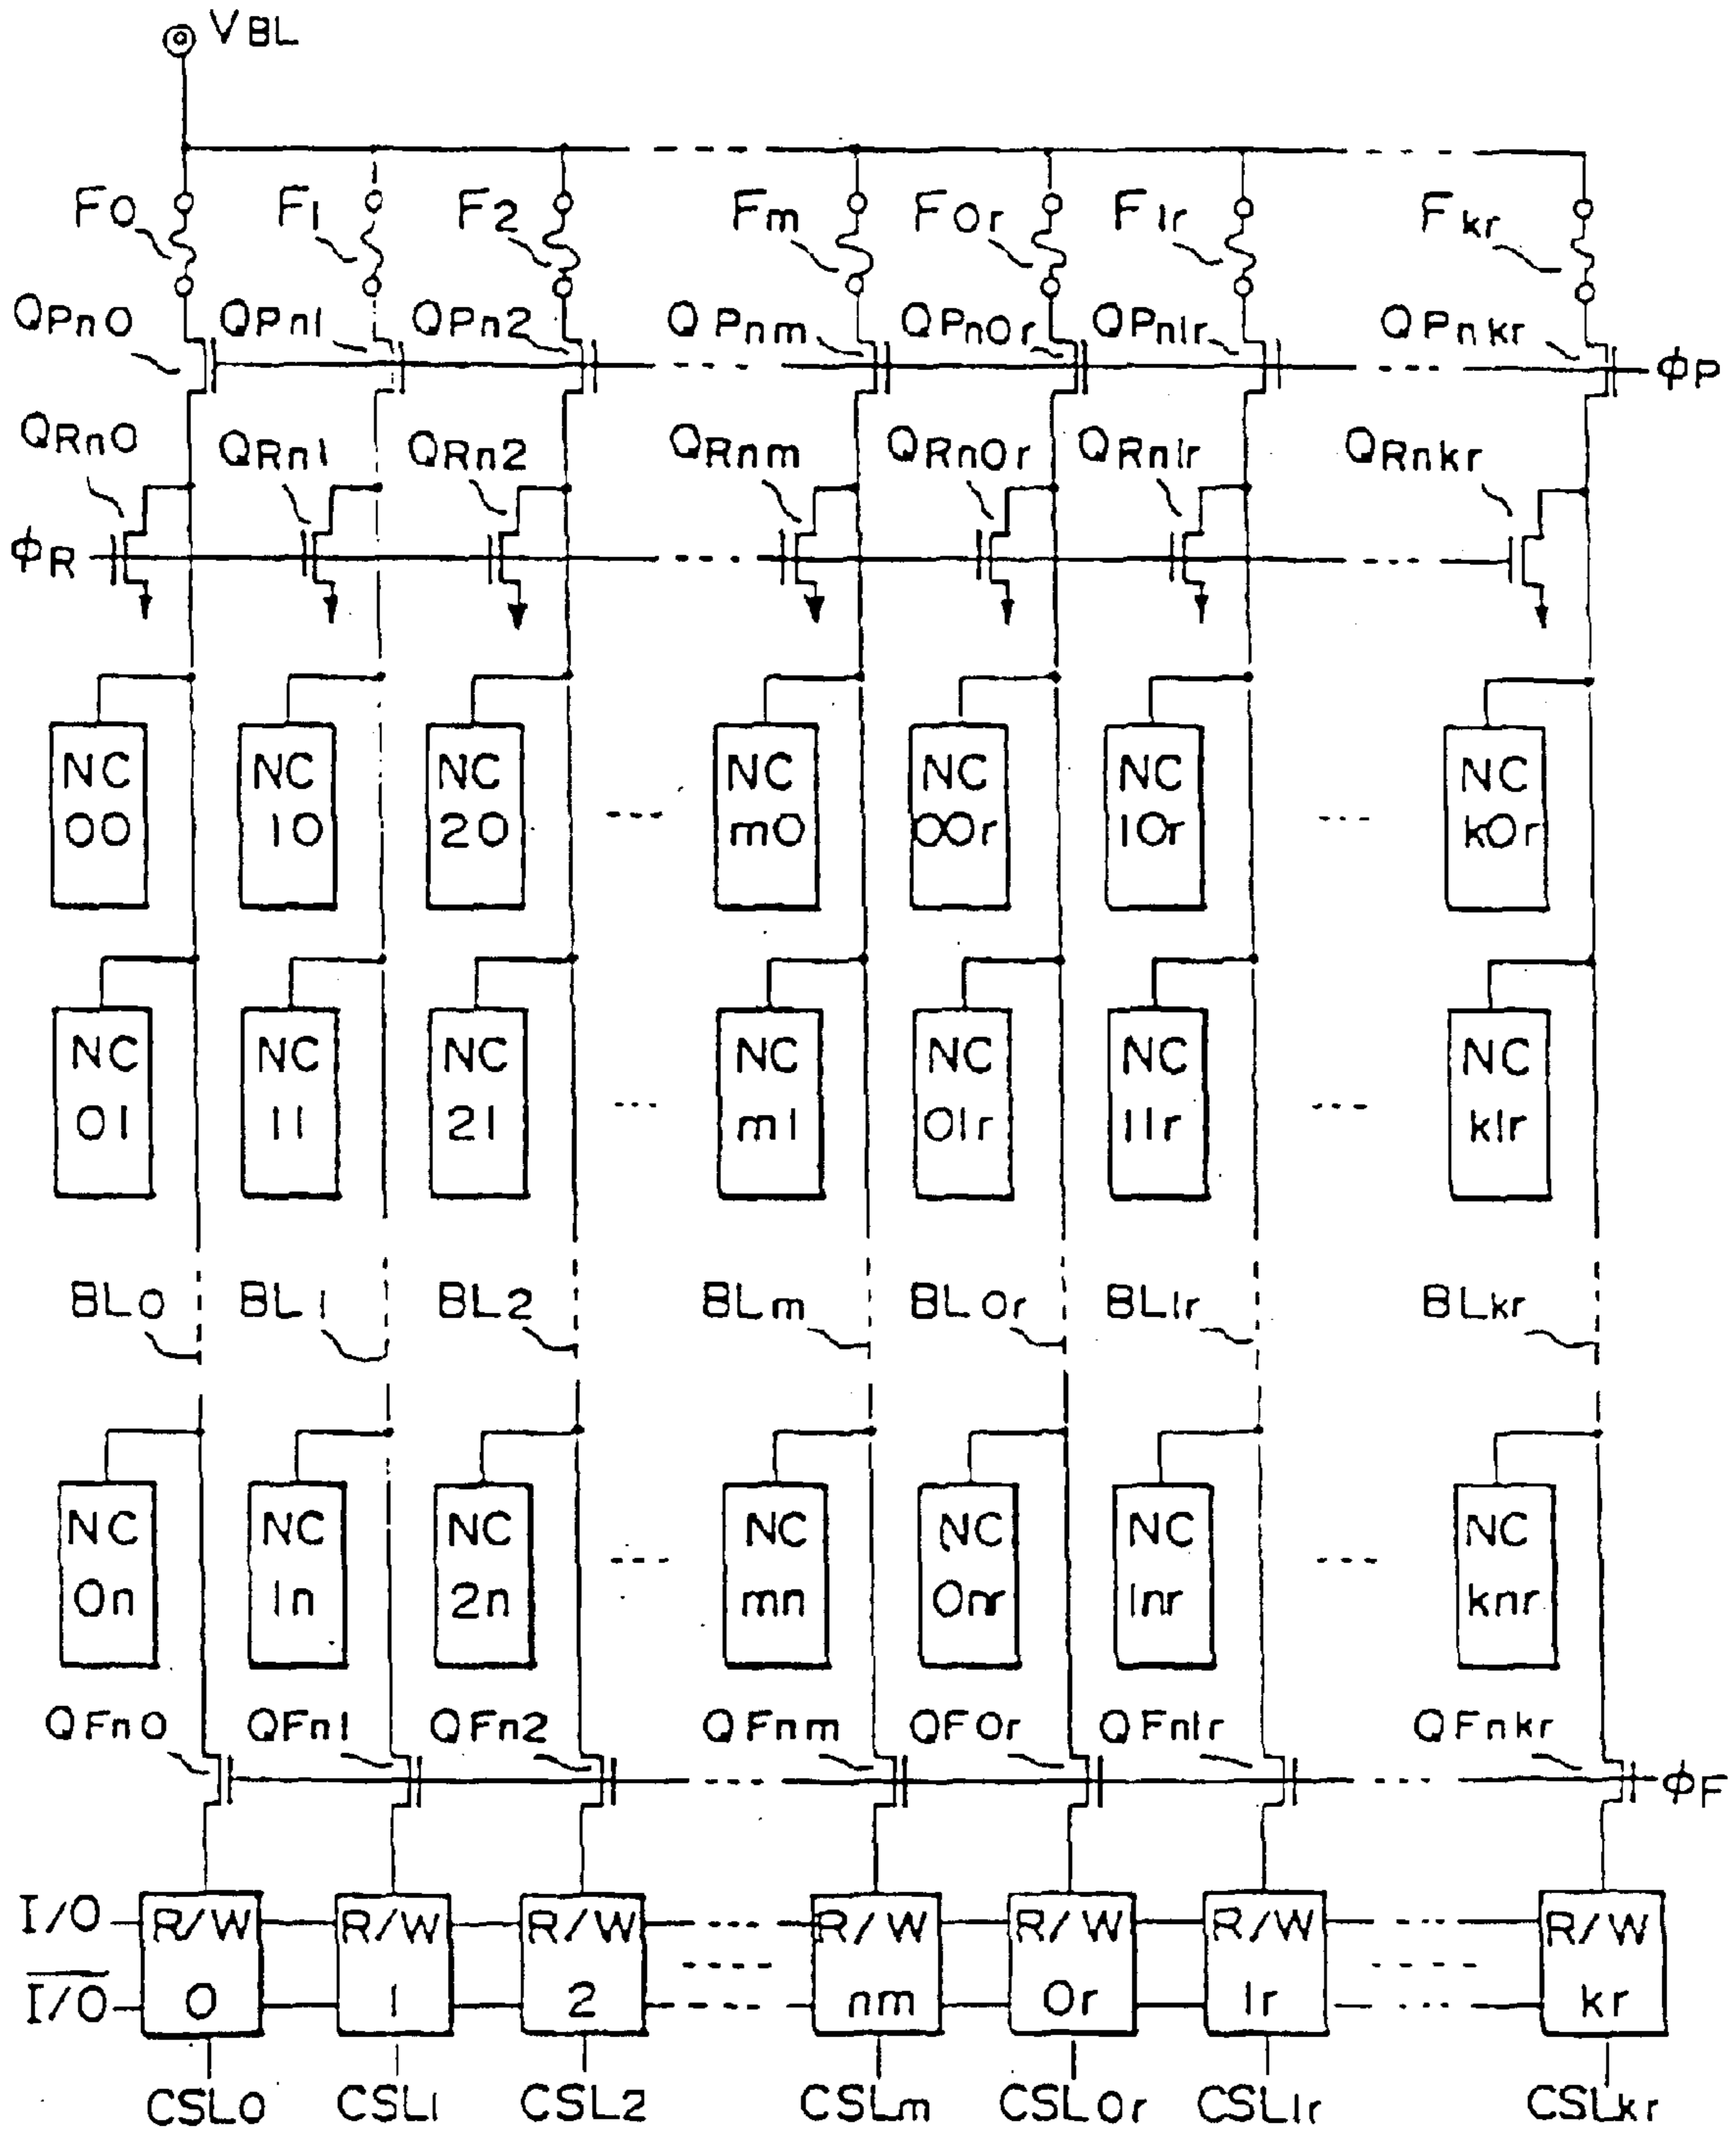 VBL
F0 F1 F2 Fm F0r F1r Fkr
QPn0 QPn1 QPn2 QPnm QPn0r QPn1r QPnkr
ϕP
QRn0 QRn1 QRn2 QRnm QRn0r QRn1r QRnkr
ϕR
NC NC NC NC NC NC NC
00 10 20 m0 00r 10r k0r
NC NC NC NC NC NC NC
01 11 21 m1 01r 11r k1r
BL0 BL1 BL2 BLm BL0r BL1r BLkr
NC NC NC NC NC NC NC
0n 1n 2n mn 0nr 1nr knr
QFn0 QFn1 QFn2 QFnm QF0r QFn1r QFnkr
ϕF
I/O R/W R/W R/W R/W R/W R/W R/W
I̅/̅O̅ 0 1 2 nm 0r 1r kr
CSL0 CSL1 CSL2 CSLm CSL0r CSL1r CSLkr